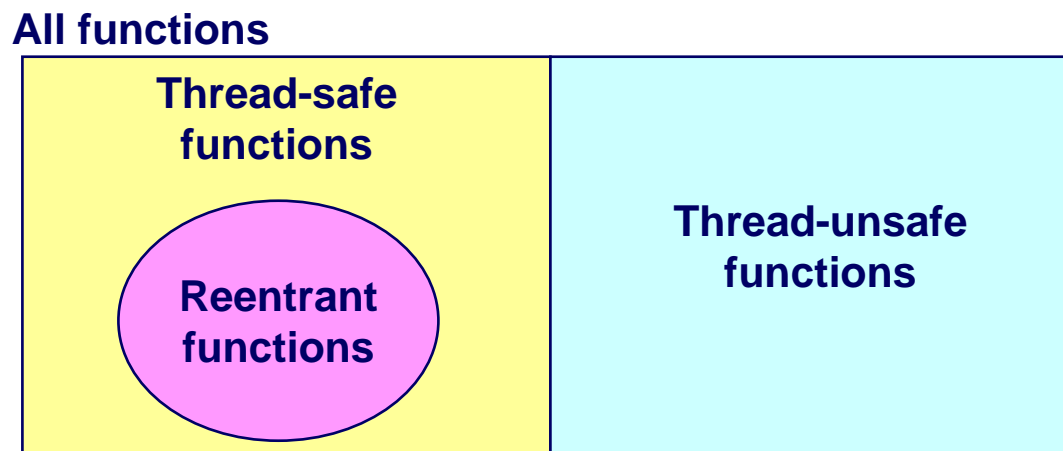 All functions
Thread-safe
functions
Thread-unsafe
functions
Reentrant
functions